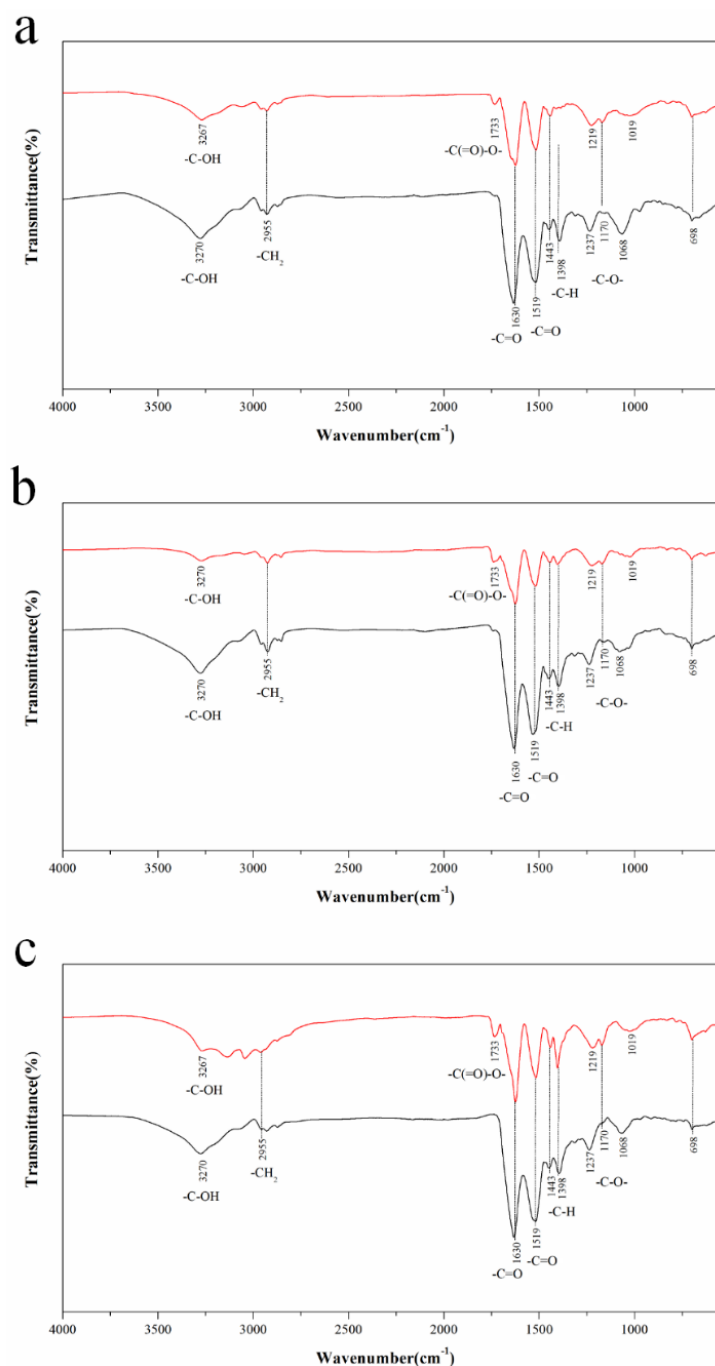 a
Transmittance(%)
3267
-C-OH
3270
-C-OH
2955
-CH₂
1733
-C(=O)-O-
1630
-C=O
1519
-C=O
1443
1398
-C-H
1219
1019
1237
1170
-C-O-
1068
698
4000 3500 3000 2500 2000 1500 1000
Wavenumber(cm⁻¹)
b
Transmittance(%)
3270
-C-OH
3270
-C-OH
2955
-CH₂
1733
-C(=O)-O-
1630
-C=O
1519
-C=O
1443
1398
-C-H
1219
1019
1237
1170
-C-O-
1068
698
4000 3500 3000 2500 2000 1500 1000
Wavenumber(cm⁻¹)
c
Transmittance(%)
3267
-C-OH
3270
-C-OH
2955
-CH₂
1733
-C(=O)-O-
1630
-C=O
1519
-C=O
1443
1398
-C-H
1219
1019
1237
1170
-C-O-
1068
698
4000 3500 3000 2500 2000 1500 1000
Wavenumber(cm⁻¹)